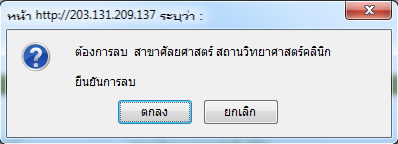 หน้า http://203.131.209.137 ระบุว่า :
ต้องการลบ สาขาศัลยศาสตร์ สถานวิทยาศาสตร์คลินิก
ยืนยันการลบ
ตกลง
ยกเลิก